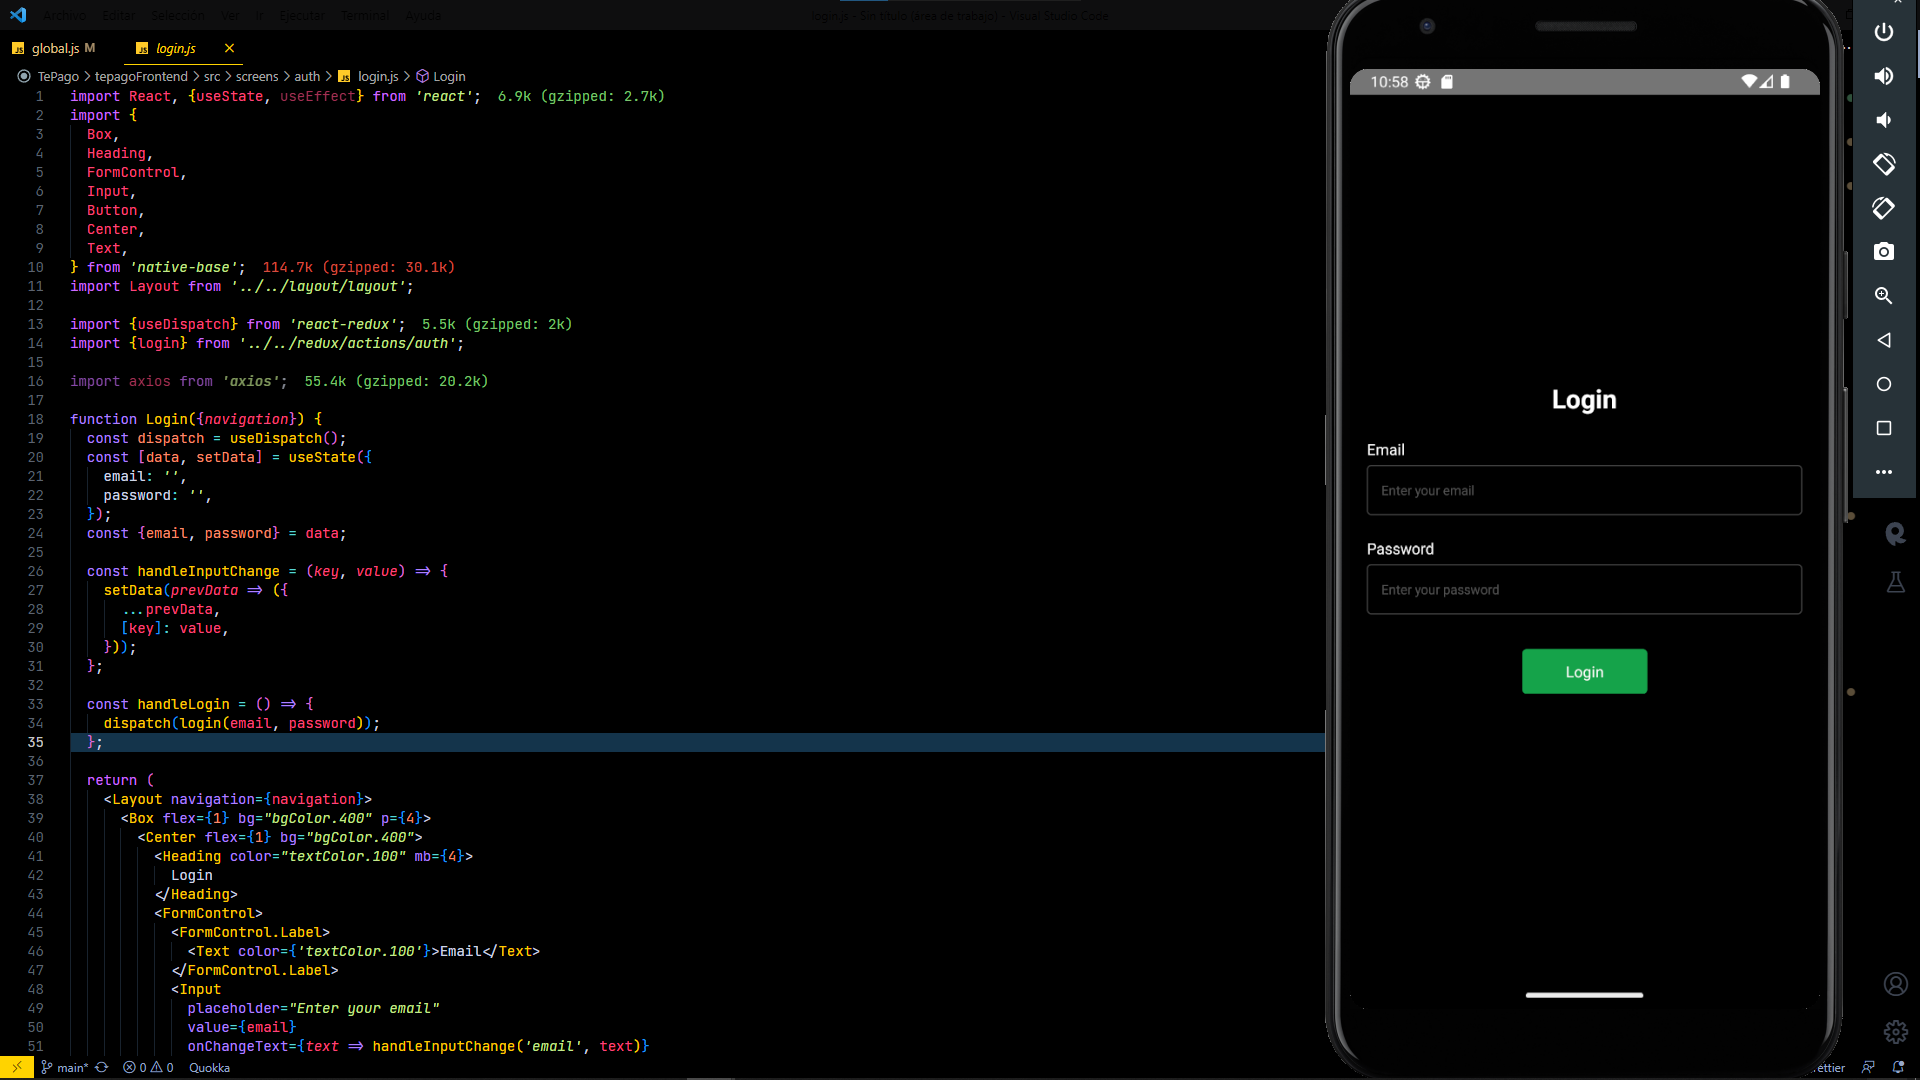 Archivo Editar Selección Ver Ir Ejecutar Terminal Ayuda
login.js - Sin título (área de trabajo) - Visual Studio Code
JS global.js M
JS login.js
TePago > tepagoFrontend > src > screens > auth > JS login.js > Login
1 import React, {useState, useEffect} from 'react'; 6.9k (gzipped: 2.7k)
2 import {
3 Box,
4 Heading,
5 FormControl,
6 Input,
7 Button,
8 Center,
9 Text,
10 } from 'native-base'; 114.7k (gzipped: 30.1k)
11 import Layout from '../../layout/layout';
12
13 import {useDispatch} from 'react-redux'; 5.5k (gzipped: 2k)
14 import {login} from '../../redux/actions/auth';
15
16 import axios from 'axios'; 55.4k (gzipped: 20.2k)
17
18 function Login({navigation}) {
19 const dispatch = useDispatch();
20 const [data, setData] = useState({
21 email: '',
22 password: '',
23 });
24 const {email, password} = data;
25
26 const handleInputChange = (key, value) => {
27 setData(prevData => ({
28 ...prevData,
29 [key]: value,
30 }));
31 };
32
33 const handleLogin = () => {
34 dispatch(login(email, password));
35 };
36
37 return (
38 <Layout navigation={navigation}>
39 <Box flex={1} bg="bgColor.400" p={4}>
40 <Center flex={1} bg="bgColor.400">
41 <Heading color="textColor.100" mb={4}>
42 Login
43 </Heading>
44 <FormControl>
45 <FormControl.Label>
46 <Text color={'textColor.100'}>Email</Text>
47 </FormControl.Label>
48 <Input
49 placeholder="Enter your email"
50 value={email}
51 onChangeText={text => handleInputChange('email', text)}
main* 0 0 Quokka
ettier
10:58
Login
Email
Enter your email
Password
Enter your password
Login